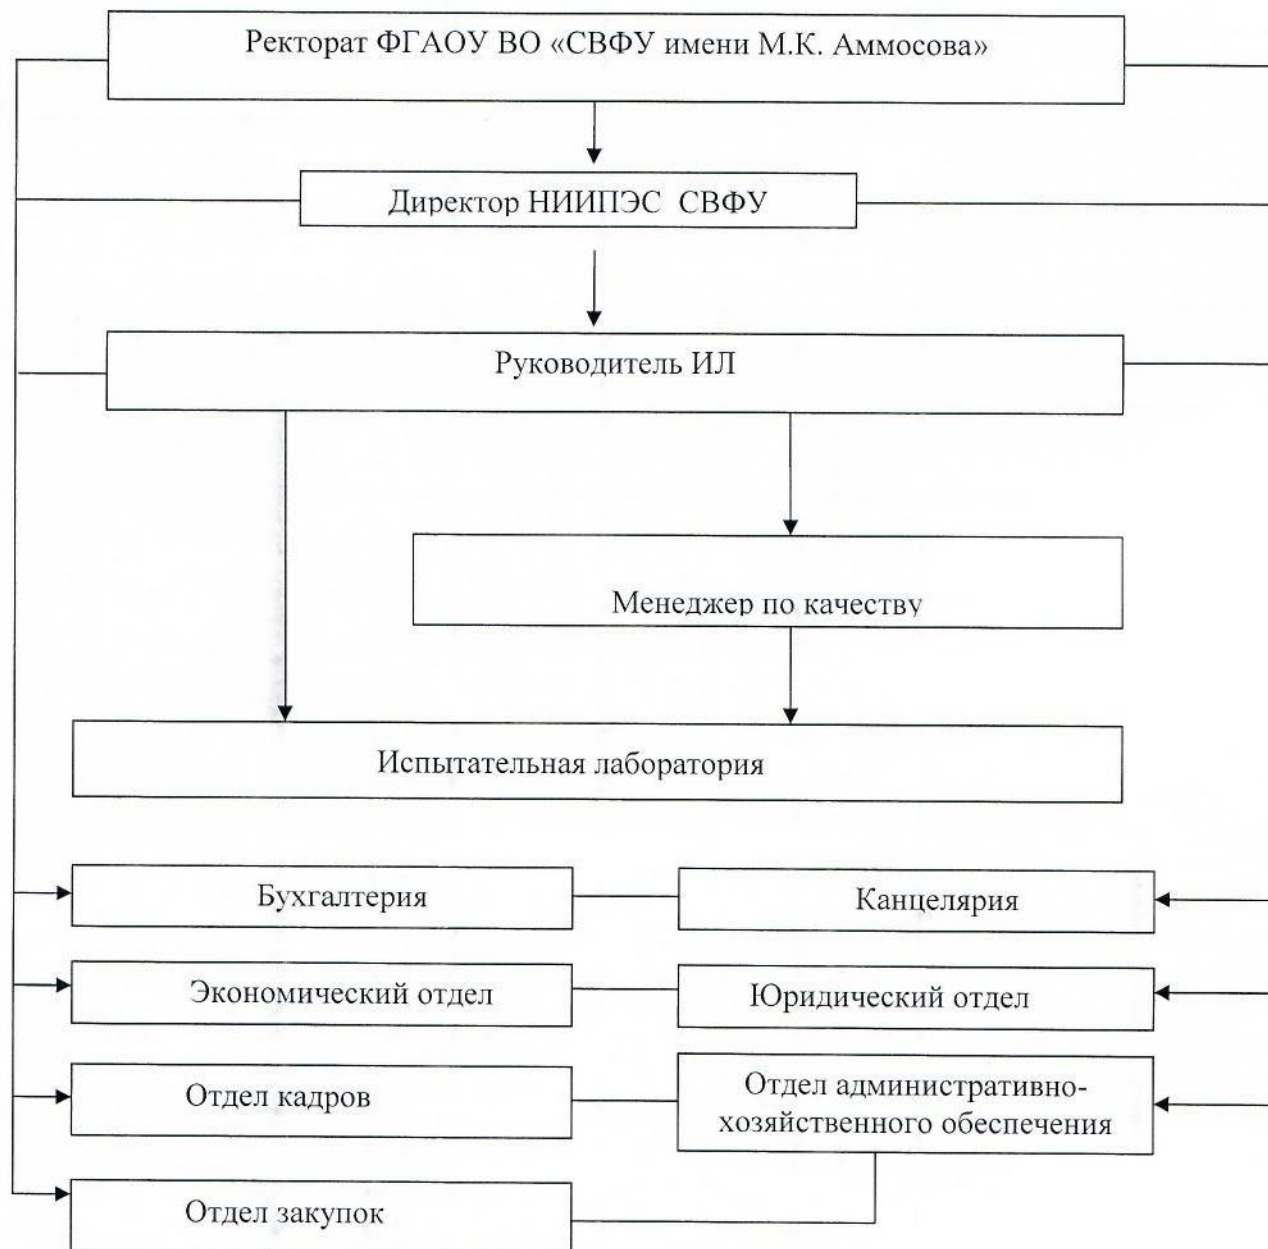 Ректорат ФГАОУ ВО «СВФУ имени М.К. Аммосова»
Директор НИИПЭС СВФУ
Руководитель ИЛ
Менеджер по качеству
Испытательная лаборатория
Бухгалтерия
Канцелярия
Экономический отдел
Юридический отдел
Отдел кадров
Отдел административно-
хозяйственного обеспечения
Отдел закупок